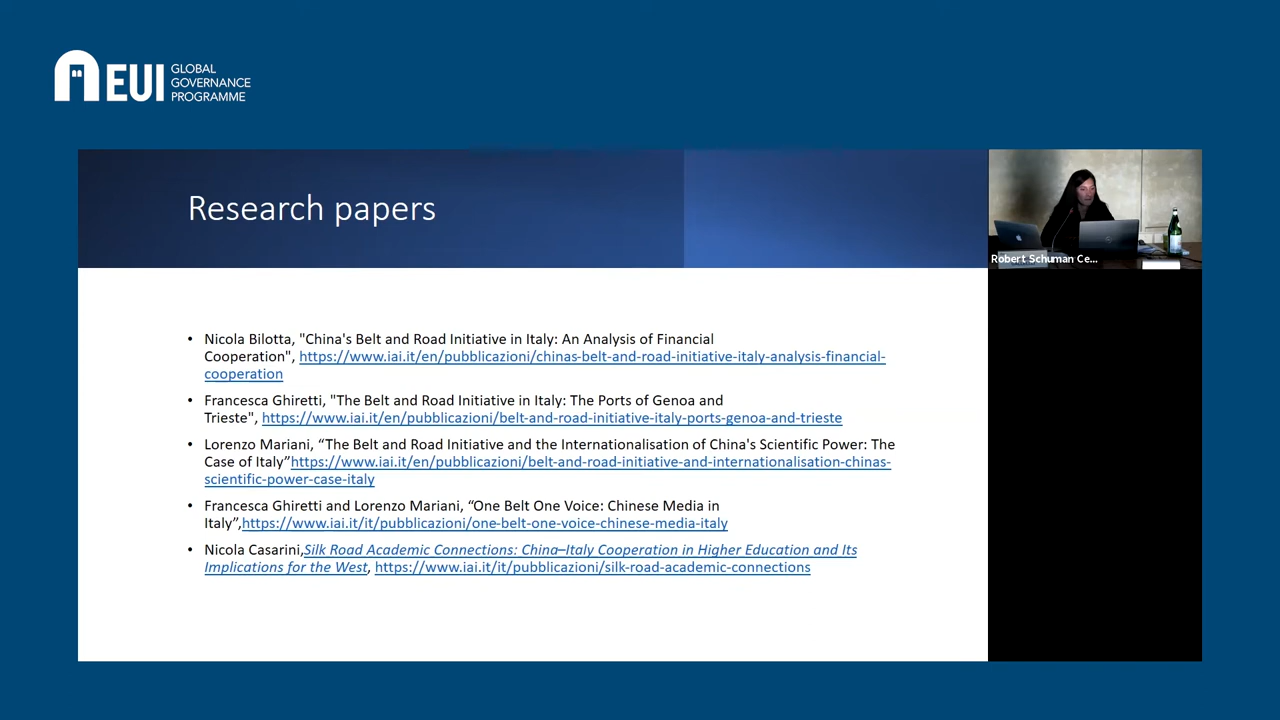 EUI
GLOBAL
GOVERNANCE
PROGRAMME
Research papers
Robert Schuman Ce...
• Nicola Bilotta, "China's Belt and Road Initiative in Italy: An Analysis of Financial
Cooperation", https://www.iai.it/en/pubblicazioni/chinas-belt-and-road-initiative-italy-analysis-financial-
cooperation
• Francesca Ghiretti, "The Belt and Road Initiative in Italy: The Ports of Genoa and
Trieste", https://www.iai.it/en/pubblicazioni/belt-and-road-initiative-italy-ports-genoa-and-trieste
• Lorenzo Mariani, “The Belt and Road Initiative and the Internationalisation of China's Scientific Power: The
Case of Italy”https://www.iai.it/en/pubblicazioni/belt-and-road-initiative-and-internationalisation-chinas-
scientific-power-case-italy
• Francesca Ghiretti and Lorenzo Mariani, “One Belt One Voice: Chinese Media in
Italy”,https://www.iai.it/it/pubblicazioni/one-belt-one-voice-chinese-media-italy
• Nicola Casarini,Silk Road Academic Connections: China–Italy Cooperation in Higher Education and Its
Implications for the West, https://www.iai.it/it/pubblicazioni/silk-road-academic-connections